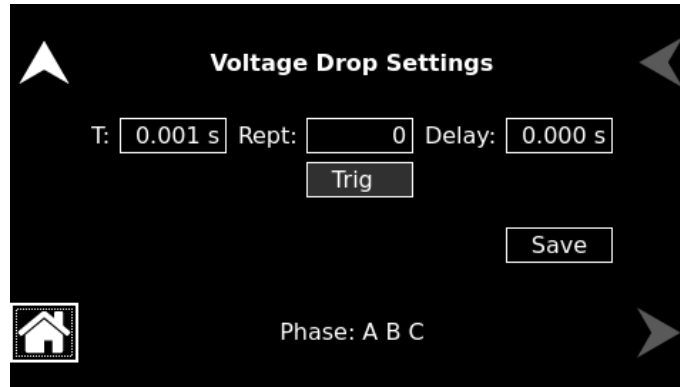 Voltage Drop Settings
T: 0.001 s Rept: 0 Delay: 0.000 s
Trig
Save
Phase: A B C